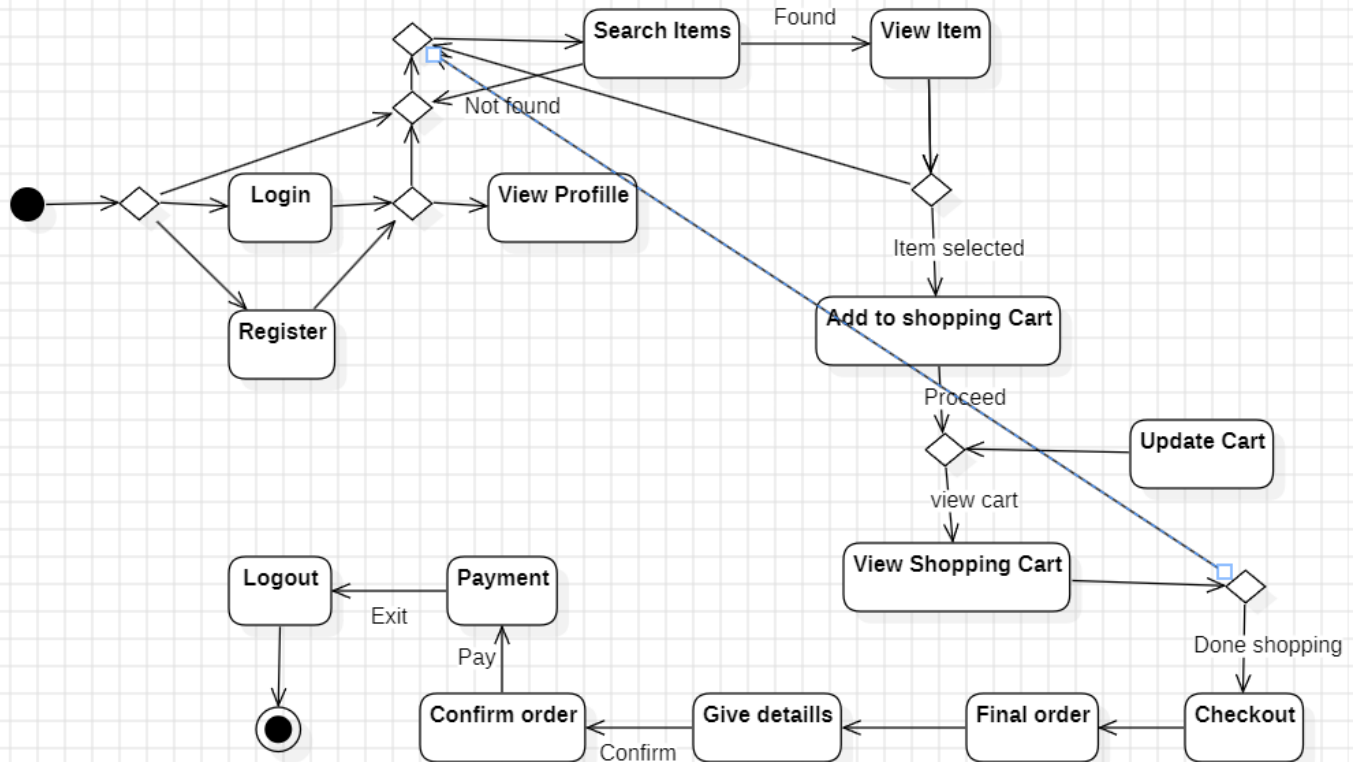 Search Items
Found
View Item
Not found
Login
View Profille
Item selected
Register
Add to shopping Cart
Proceed
Update Cart
view cart
View Shopping Cart
Logout
Payment
Exit
Done shopping
Pay
Confirm order
Give detaills
Final order
Checkout
Confirm